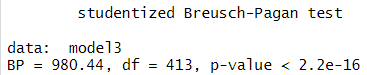 studentized Breusch-Pagan test
data:  model3
BP = 980.44, df = 413, p-value < 2.2e-16